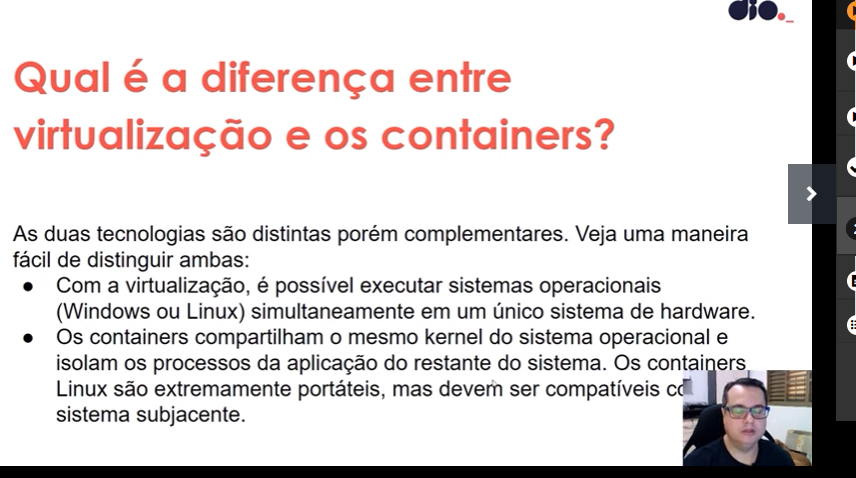 dio._
Qual é a diferença entre
virtualização e os containers?
As duas tecnologias são distintas porém complementares. Veja uma maneira
fácil de distinguir ambas:
● Com a virtualização, é possível executar sistemas operacionais
(Windows ou Linux) simultaneamente em um único sistema de hardware.
● Os containers compartilham o mesmo kernel do sistema operacional e
isolam os processos da aplicação do restante do sistema. Os containers
Linux são extremamente portáteis, mas devem ser compatíveis
sistema subjacente.